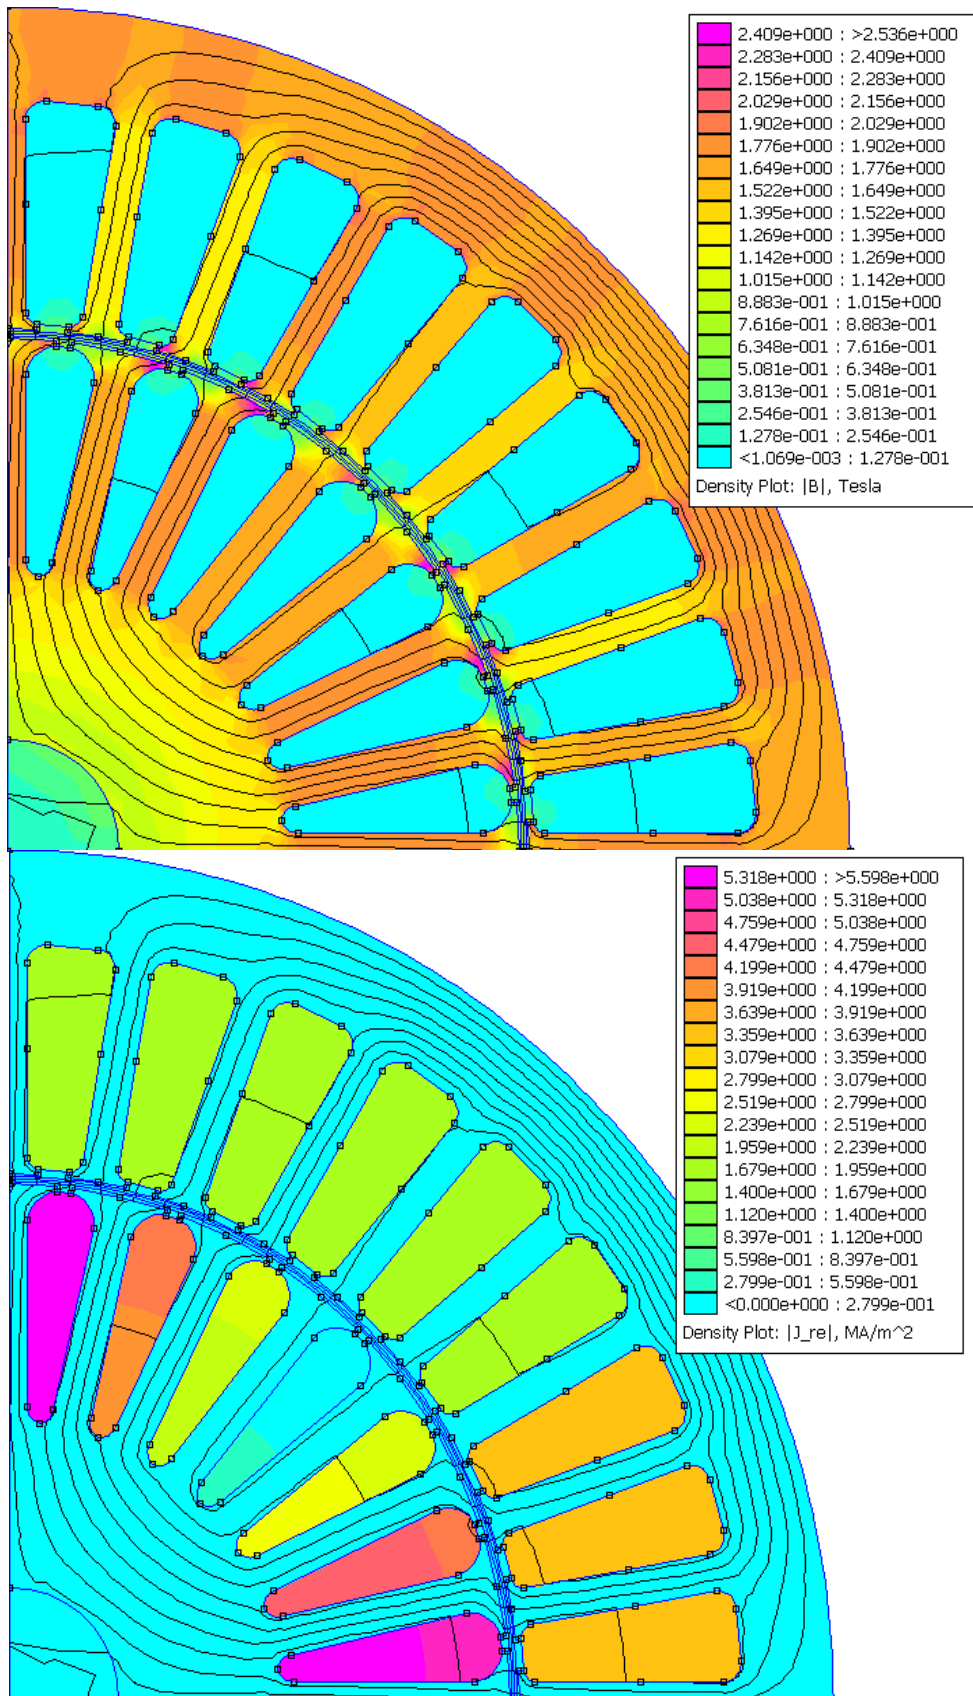 2.409e+000 : >2.536e+000
2.283e+000 : 2.409e+000
2.156e+000 : 2.283e+000
2.029e+000 : 2.156e+000
1.902e+000 : 2.029e+000
1.776e+000 : 1.902e+000
1.649e+000 : 1.776e+000
1.522e+000 : 1.649e+000
1.395e+000 : 1.522e+000
1.269e+000 : 1.395e+000
1.142e+000 : 1.269e+000
1.015e+000 : 1.142e+000
8.883e-001 : 1.015e+000
7.616e-001 : 8.883e-001
6.348e-001 : 7.616e-001
5.081e-001 : 6.348e-001
3.813e-001 : 5.081e-001
2.546e-001 : 3.813e-001
1.278e-001 : 2.546e-001
<1.069e-003 : 1.278e-001
Density Plot: |B|, Tesla
5.318e+000 : >5.598e+000
5.038e+000 : 5.318e+000
4.759e+000 : 5.038e+000
4.479e+000 : 4.759e+000
4.199e+000 : 4.479e+000
3.919e+000 : 4.199e+000
3.639e+000 : 3.919e+000
3.359e+000 : 3.639e+000
3.079e+000 : 3.359e+000
2.799e+000 : 3.079e+000
2.519e+000 : 2.799e+000
2.239e+000 : 2.519e+000
1.959e+000 : 2.239e+000
1.679e+000 : 1.959e+000
1.400e+000 : 1.679e+000
1.120e+000 : 1.400e+000
8.397e-001 : 1.120e+000
5.598e-001 : 8.397e-001
2.799e-001 : 5.598e-001
<0.000e+000 : 2.799e-001
Density Plot: |J_re|, MA/m^2